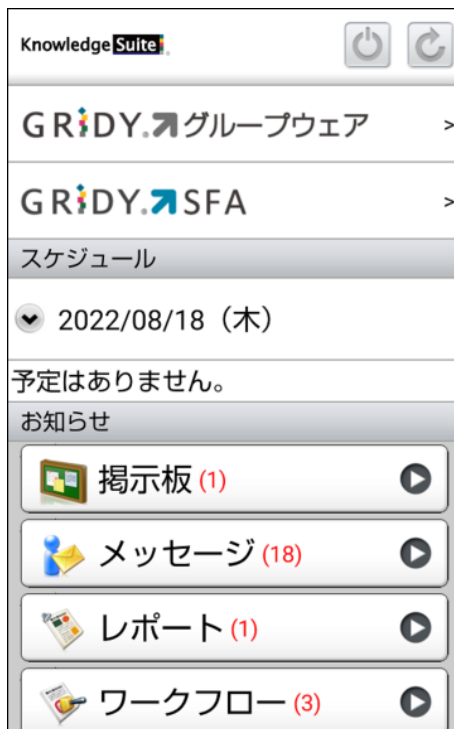 Knowledge Suite
GRiDY. グループウェア >
GRiDY. SFA >
スケジュール
2022/08/18（木）
予定はありません。
お知らせ
掲示板 (1)
メッセージ (18)
レポート (1)
ワークフロー (3)